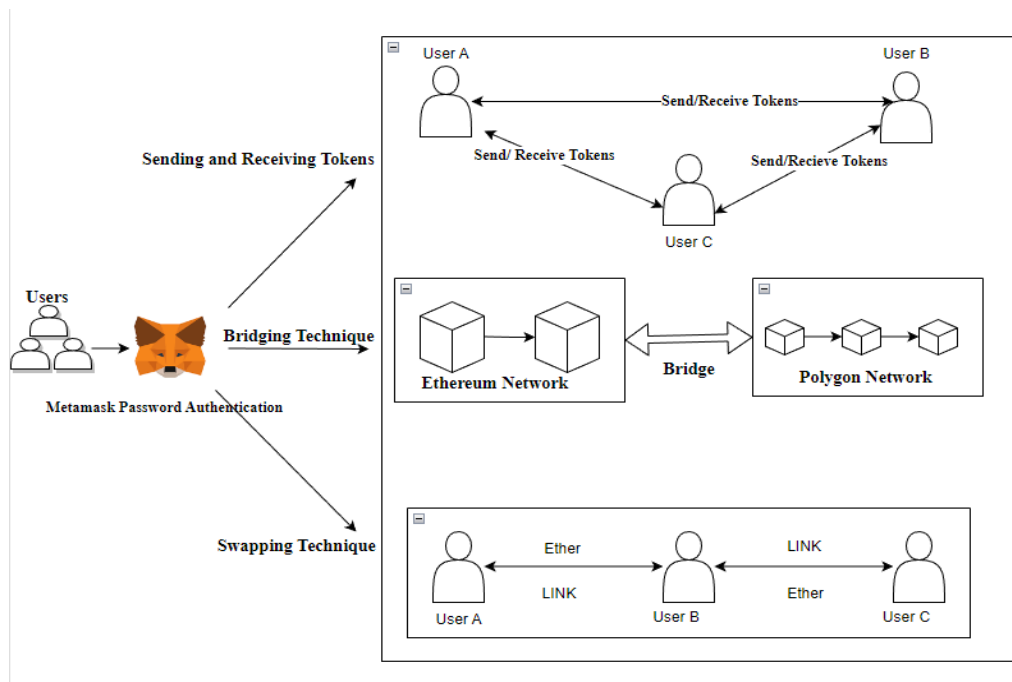 User A
User B
Send/Receive Tokens
Send/ Receive Tokens
Send/Recieve Tokens
Sending and Receiving Tokens
User C
Users
Bridging Technique
Bridge
Ethereum Network
Polygon Network
Metamask Password Authentication
Swapping Technique
Ether
LINK
LINK
Ether
User A
User B
User C